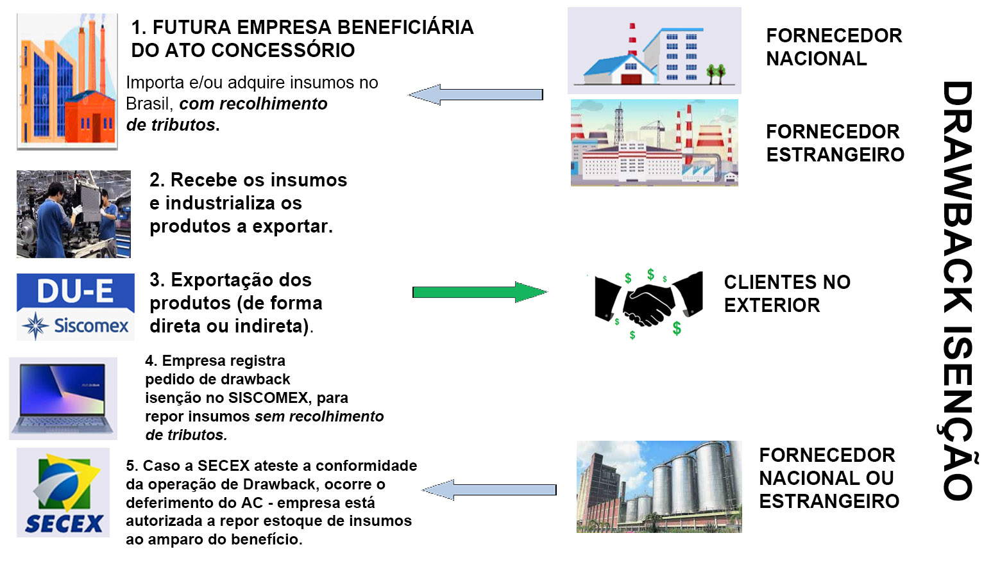 1. FUTURA EMPRESA BENEFICIÁRIA
DO ATO CONCESSÓRIO
Importa e/ou adquire insumos no
Brasil, com recolhimento
de tributos.
FORNECEDOR
NACIONAL
FORNECEDOR
ESTRANGEIRO
2. Recebe os insumos
e industrializa os
produtos a exportar.
DU-E
Siscomex
3. Exportação dos
produtos (de forma
direta ou indireta).
$ $ $
$ $ $
CLIENTES NO
EXTERIOR
4. Empresa registra
pedido de drawback
isenção no SISCOMEX, para
repor insumos sem recolhimento
de tributos.
SECEX
5. Caso a SECEX ateste a conformidade
da operação de Drawback, ocorre o
deferimento do AC - empresa está
autorizada a repor estoque de insumos
ao amparo do benefício.
FORNECEDOR
NACIONAL OU
ESTRANGEIRO
DRAWBACK ISENÇÃO